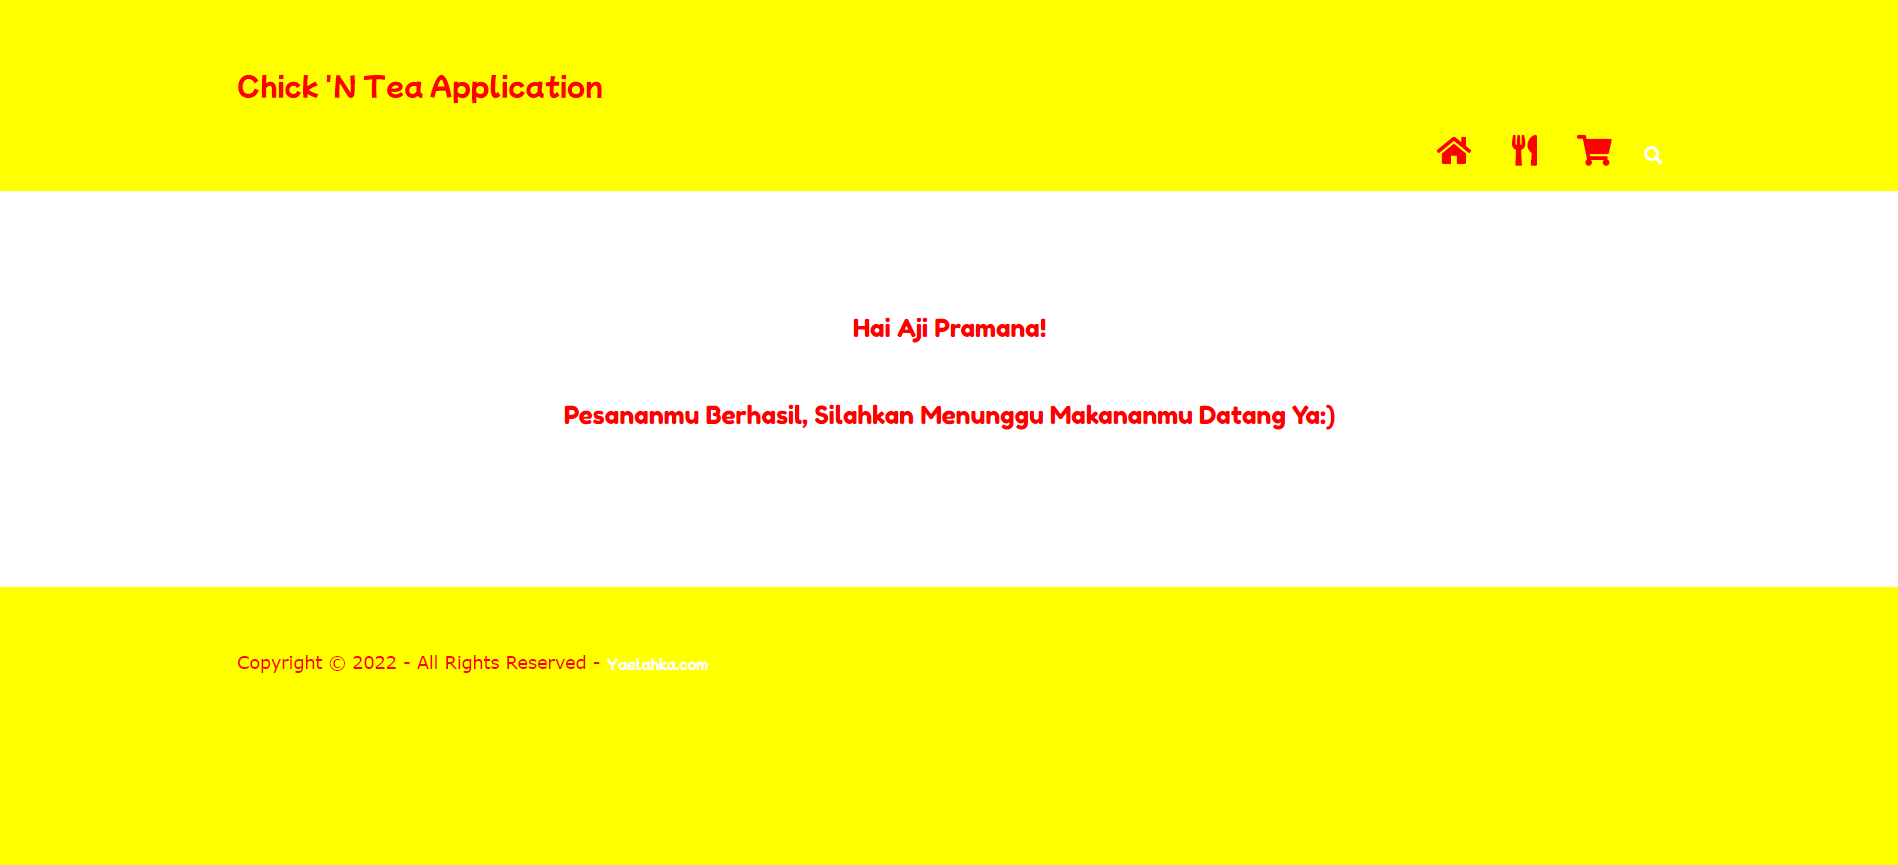 Chick 'N Tea Application
Hai Aji Pramana!
Pesananmu Berhasil, Silahkan Menunggu Makananmu Datang Ya:)
Copyright © 2022 - All Rights Reserved - Yaelahka.com